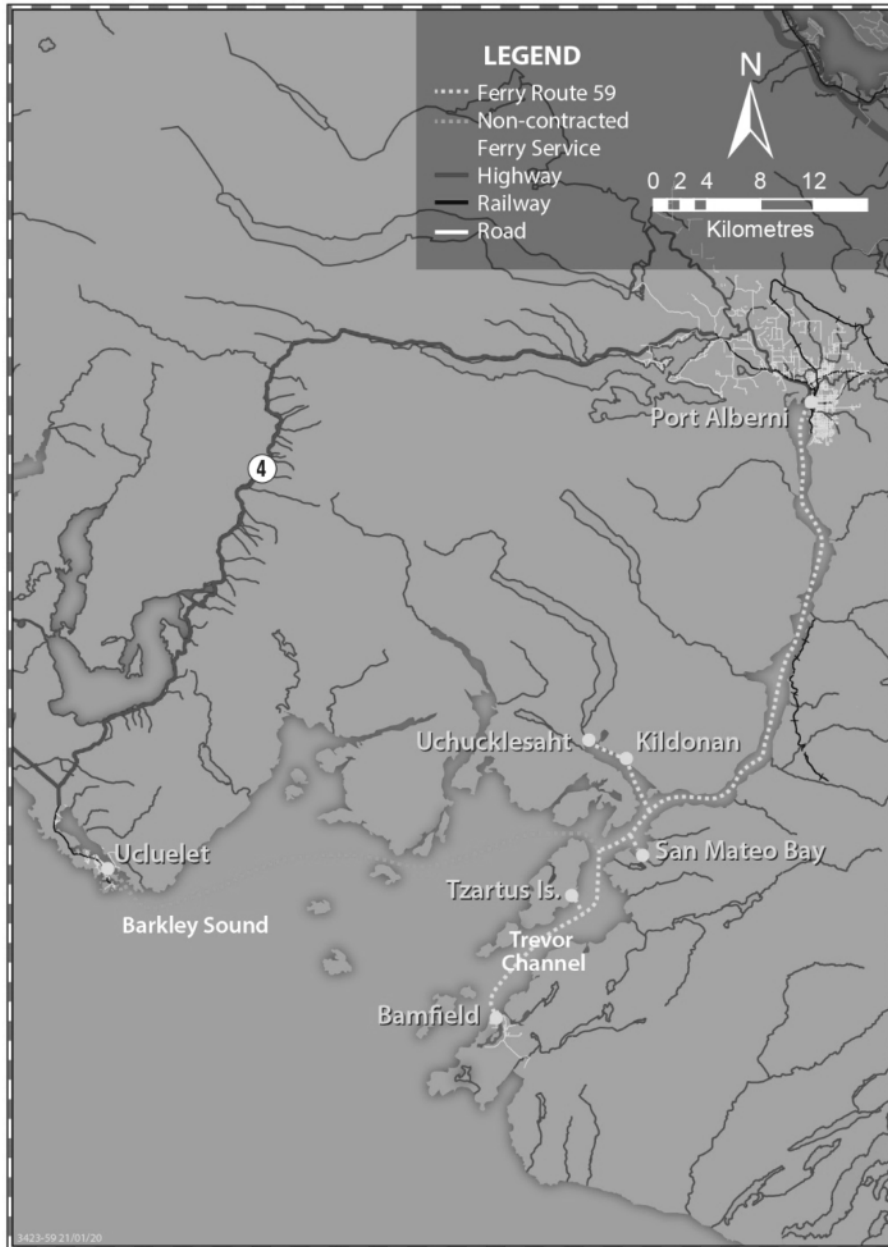 LEGEND
Ferry Route 59
Non-contracted
Ferry Service
Highway
Railway
Road
N
0 2 4 8 12
Kilometres
Port Alberni
4
Uchucklesaht
Kildonan
Ucluelet
San Mateo Bay
Tzartus Is.
Barkley Sound
Trevor
Channel
Bamfield
3423-59 21/01/20